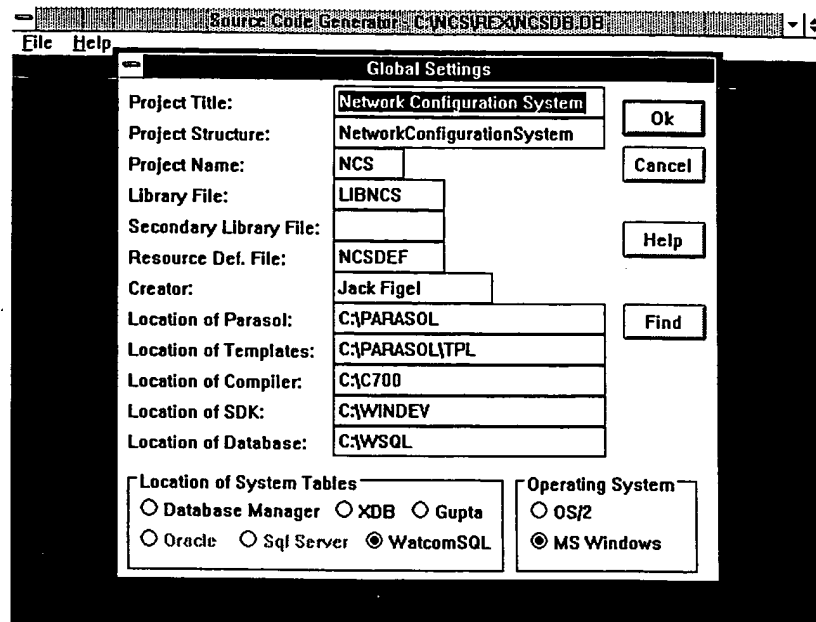 Source Code Generator - C:\NCS\REX\NCSDB.DB
File Help
Global Settings
Project Title: Network Configuration System
Ok
Project Structure: NetworkConfigurationSystem
Project Name: NCS
Cancel
Library File: LIBNCS
Secondary Library File:
Help
Resource Def. File: NCSDEF
Creator: Jack Figel
Location of Parasol: C:\PARASOL
Find
Location of Templates: C:\PARASOL\TPL
Location of Compiler: C:\C700
Location of SDK: C:\WINDEV
Location of Database: C:\WSQL
Location of System Tables
Operating System
Database Manager XDB Gupta
OS/2
Oracle Sql Server WatcomSQL
MS Windows